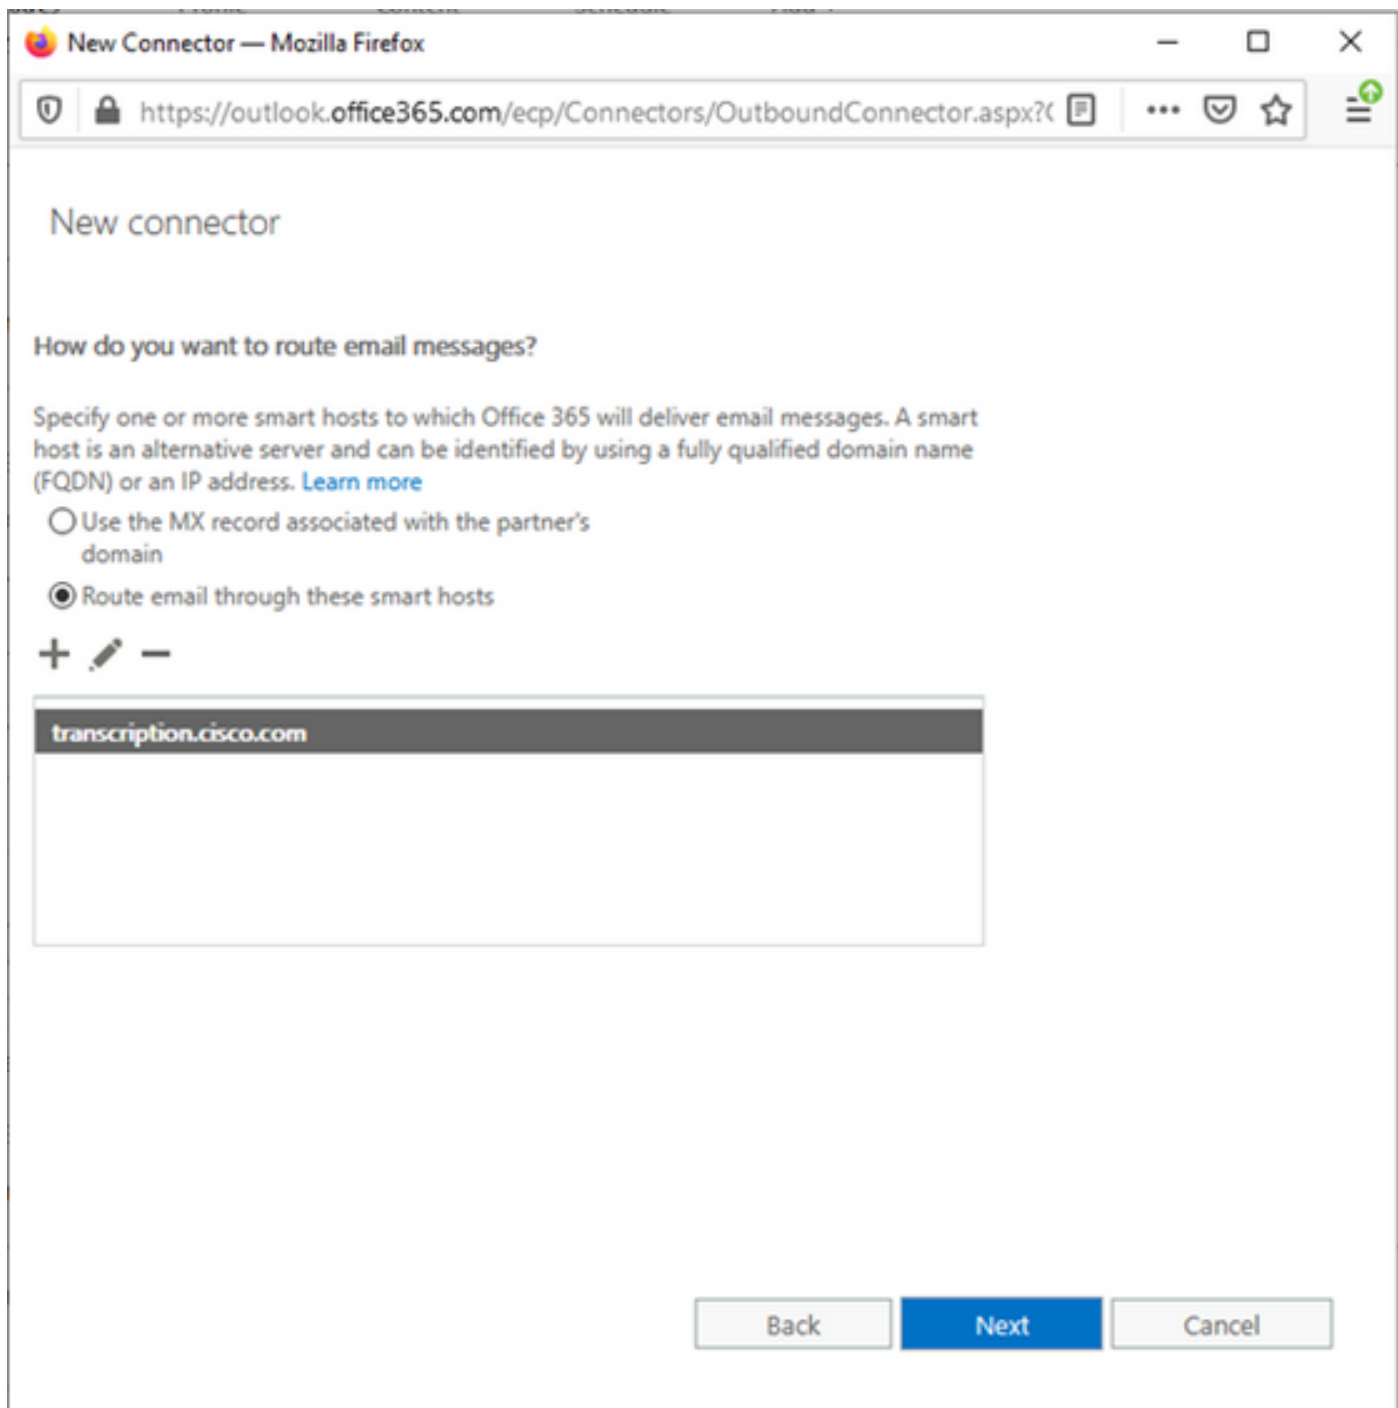 New Connector — Mozilla Firefox
https://outlook.office365.com/ecp/Connectors/OutboundConnector.aspx?
New connector
How do you want to route email messages?
Specify one or more smart hosts to which Office 365 will deliver email messages. A smart
host is an alternative server and can be identified by using a fully qualified domain name
(FQDN) or an IP address. Learn more
Use the MX record associated with the partner's
domain
Route email through these smart hosts
transcription.cisco.com
Back Next Cancel